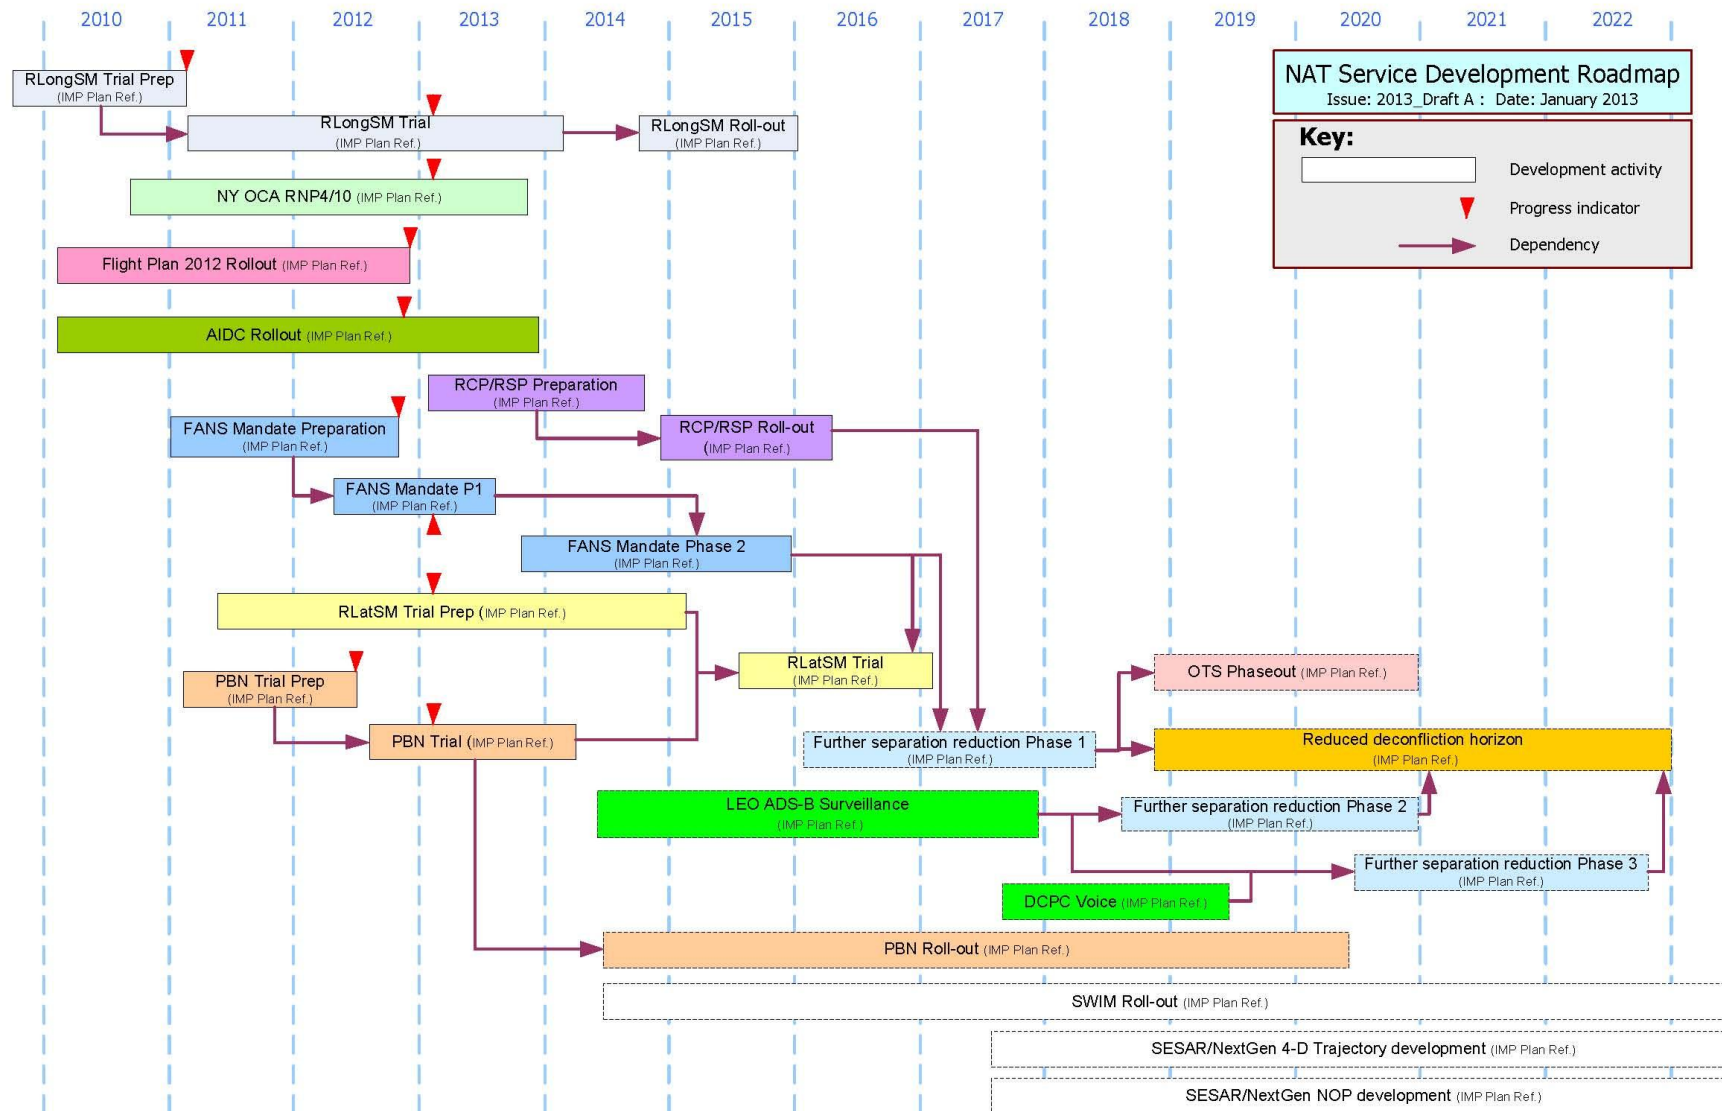 2010 2011 2012 2013 2014 2015 2016 2017 2018 2019 2020 2021 2022
NAT Service Development Roadmap
Issue: 2013_Draft A : Date: January 2013
Key:
Development activity
Progress indicator
Dependency
RLongSM Trial Prep
(IMP Plan Ref.)
RLongSM Trial
(IMP Plan Ref.)
RLongSM Roll-out
(IMP Plan Ref.)
NY OCA RNP4/10 (IMP Plan Ref.)
Flight Plan 2012 Rollout (IMP Plan Ref.)
AIDC Rollout (IMP Plan Ref.)
RCP/RSP Preparation
(IMP Plan Ref.)
FANS Mandate Preparation
(IMP Plan Ref.)
RCP/RSP Roll-out
(IMP Plan Ref.)
FANS Mandate P1
(IMP Plan Ref.)
FANS Mandate Phase 2
(IMP Plan Ref.)
RLatSM Trial Prep (IMP Plan Ref.)
RLatSM Trial
(IMP Plan Ref.)
OTS Phaseout (IMP Plan Ref.)
PBN Trial Prep
(IMP Plan Ref.)
PBN Trial (IMP Plan Ref.)
Further separation reduction Phase 1
(IMP Plan Ref.)
Reduced deconfliction horizon
(IMP Plan Ref.)
LEO ADS-B Surveillance
(IMP Plan Ref.)
Further separation reduction Phase 2
(IMP Plan Ref.)
Further separation reduction Phase 3
(IMP Plan Ref.)
DCPC Voice (IMP Plan Ref.)
PBN Roll-out (IMP Plan Ref.)
SWIM Roll-out (IMP Plan Ref.)
SESAR/NextGen 4-D Trajectory development (IMP Plan Ref.)
SESAR/NextGen NOP development (IMP Plan Ref.)